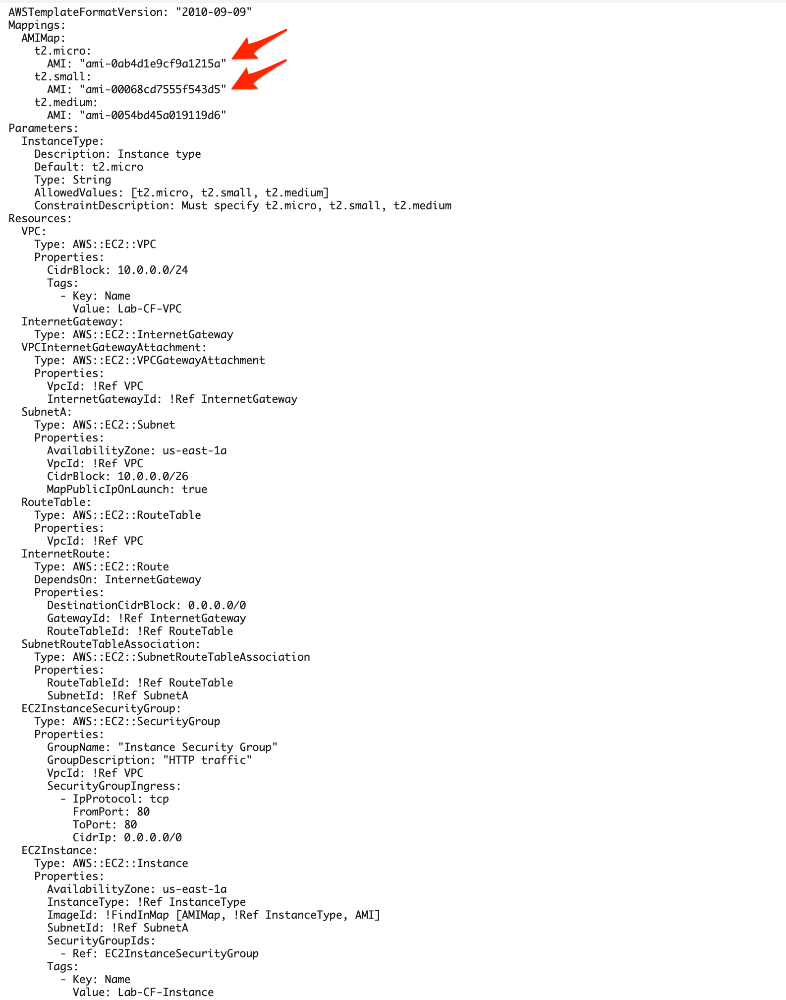 AWSTemplateFormatVersion: "2010-09-09"
Mappings:
  AMIMap:
    t2.micro:
      AMI: "ami-0ab4d1e9cf9a1215a"
    t2.small:
      AMI: "ami-00068cd7555f543d5"
    t2.medium:
      AMI: "ami-0054bd45a019119d6"
Parameters:
  InstanceType:
    Description: Instance type
    Default: t2.micro
    Type: String
    AllowedValues: [t2.micro, t2.small, t2.medium]
    ConstraintDescription: Must specify t2.micro, t2.small, t2.medium
Resources:
  VPC:
    Type: AWS::EC2::VPC
    Properties:
      CidrBlock: 10.0.0.0/24
      Tags:
        - Key: Name
          Value: Lab-CF-VPC
  InternetGateway:
    Type: AWS::EC2::InternetGateway
  VPCInternetGatewayAttachment:
    Type: AWS::EC2::VPCGatewayAttachment
    Properties:
      VpcId: !Ref VPC
      InternetGatewayId: !Ref InternetGateway
  SubnetA:
    Type: AWS::EC2::Subnet
    Properties:
      AvailabilityZone: us-east-1a
      VpcId: !Ref VPC
      CidrBlock: 10.0.0.0/26
      MapPublicIpOnLaunch: true
  RouteTable:
    Type: AWS::EC2::RouteTable
    Properties:
      VpcId: !Ref VPC
  InternetRoute:
    Type: AWS::EC2::Route
    DependsOn: InternetGateway
    Properties:
      DestinationCidrBlock: 0.0.0.0/0
      GatewayId: !Ref InternetGateway
      RouteTableId: !Ref RouteTable
  SubnetRouteTableAssociation:
    Type: AWS::EC2::SubnetRouteTableAssociation
    Properties:
      RouteTableId: !Ref RouteTable
      SubnetId: !Ref SubnetA
  EC2InstanceSecurityGroup:
    Type: AWS::EC2::SecurityGroup
    Properties:
      GroupName: "Instance Security Group"
      GroupDescription: "HTTP traffic"
      VpcId: !Ref VPC
      SecurityGroupIngress:
        - IpProtocol: tcp
          FromPort: 80
          ToPort: 80
          CidrIp: 0.0.0.0/0
  EC2Instance:
    Type: AWS::EC2::Instance
    Properties:
      AvailabilityZone: us-east-1a
      InstanceType: !Ref InstanceType
      ImageId: !FindInMap [AMIMap, !Ref InstanceType, AMI]
      SubnetId: !Ref SubnetA
      SecurityGroupIds:
        - Ref: EC2InstanceSecurityGroup
      Tags:
        - Key: Name
          Value: Lab-CF-Instance